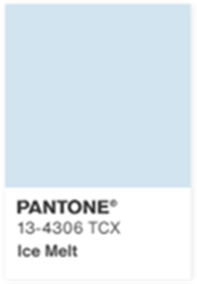 PANTONE®
13-4306 TCX
Ice Melt